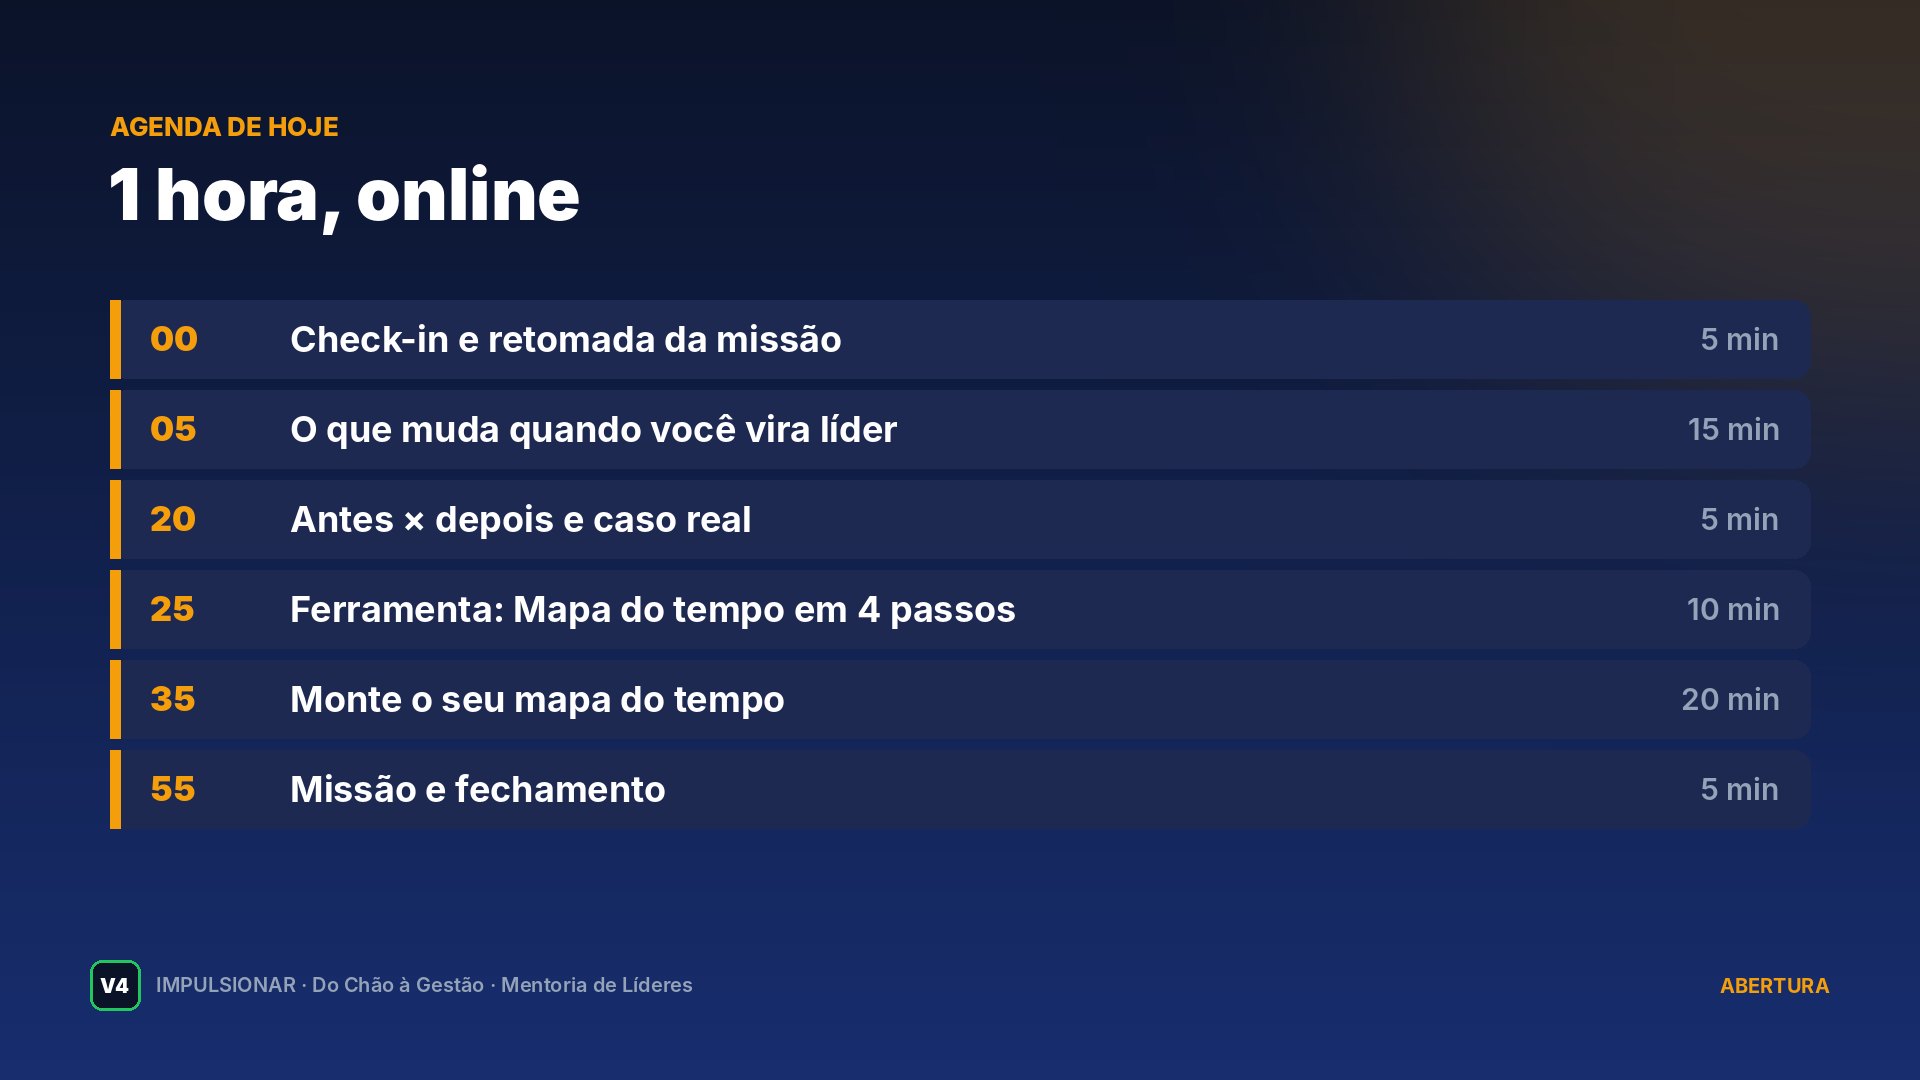 AGENDA DE HOJE
1 hora, online
00 Check-in e retomada da missão 5 min
05 O que muda quando você vira líder 15 min
20 Antes × depois e caso real 5 min
25 Ferramenta: Mapa do tempo em 4 passos 10 min
35 Monte o seu mapa do tempo 20 min
55 Missão e fechamento 5 min
V4 IMPULSIONAR · Do Chão à Gestão · Mentoria de Líderes ABERTURA